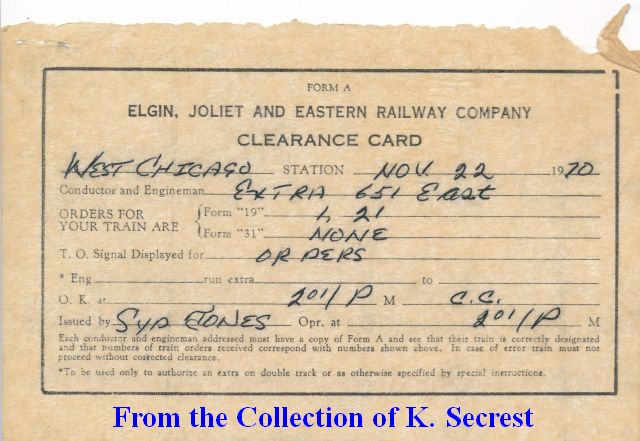 FORM A
ELGIN, JOLIET AND EASTERN RAILWAY COMPANY
CLEARANCE CARD
WEST CHICAGO STATION NOV. 22 1970
Conductor and Engineman EXTRA 651 East
ORDERS FOR YOUR TRAIN ARE
Form "19" 1, 21
Form "31" NONE
T. O. Signal Displayed for ORDERS
* Eng run extra to
O. K. at 201/P M C.C.
Issued by SYD JONES Opr. at 201/P M
Each conductor and engineman addressed must have a copy of Form A and see that their train is correctly designated
and that numbers of train orders received correspond with numbers shown above. In case of error train must not
proceed without corrected clearance.
*To be used only to authorize an extra on double track or as otherwise specified by special instructions.
From the Collection of K. Secrest